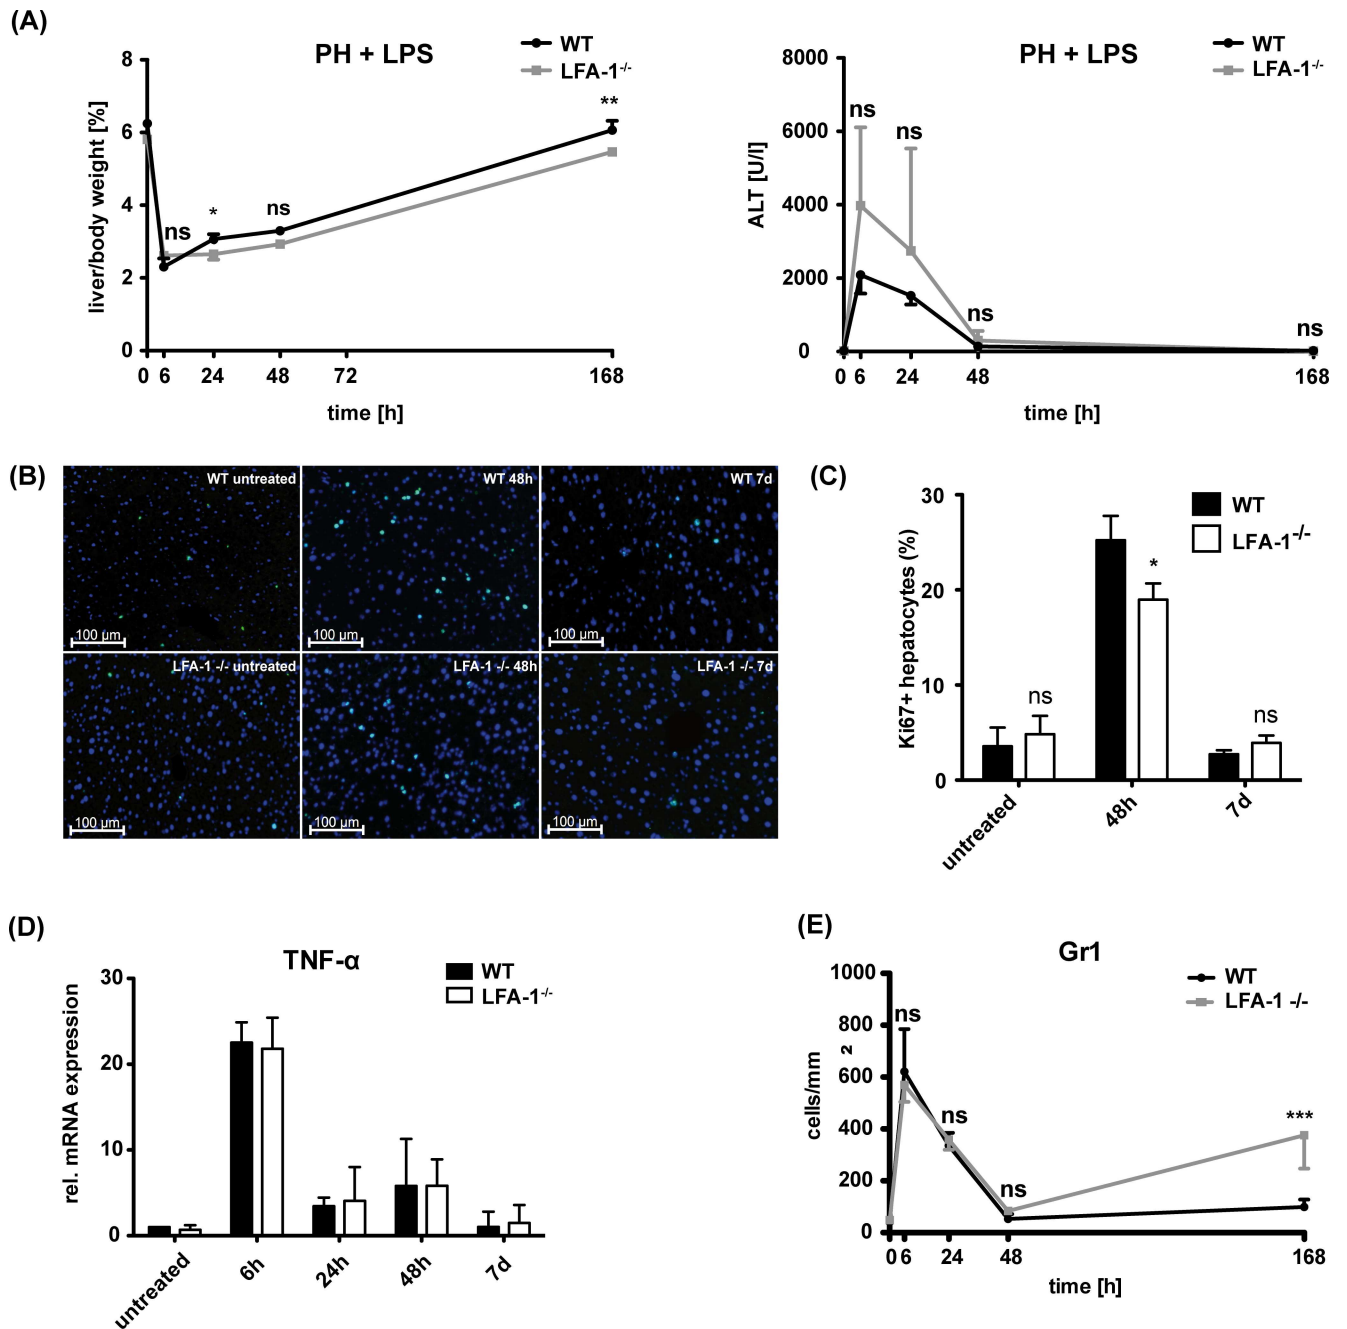 (A)
PH + LPS
WT
LFA-1-/-
8
6
4
2
0
liver/body weight [%]
ns
*
ns
**
0 6 24 48 72 168
time [h]
PH + LPS
WT
LFA-1-/-
8000
6000
4000
2000
0
ALT [U/l]
ns
ns
ns
ns
0 6 24 48 168
time [h]
(B)
WT untreated
100 µm
WT 48h
100 µm
WT 7d
100 µm
LFA-1 -/- untreated
100 µm
LFA-1 -/- 48h
100 µm
LFA-1 -/- 7d
100 µm
(C)
WT
LFA-1-/-
30
20
10
0
Ki67+ hepatocytes (%)
ns
*
ns
untreated
48h
7d
(D)
TNF-α
WT
LFA-1-/-
30
20
10
0
rel. mRNA expression
untreated
6h
24h
48h
7d
(E)
Gr1
WT
LFA-1 -/-
1000
800
600
400
200
0
cells/mm 2
ns
ns
ns
***
0 6 24 48 168
time [h]